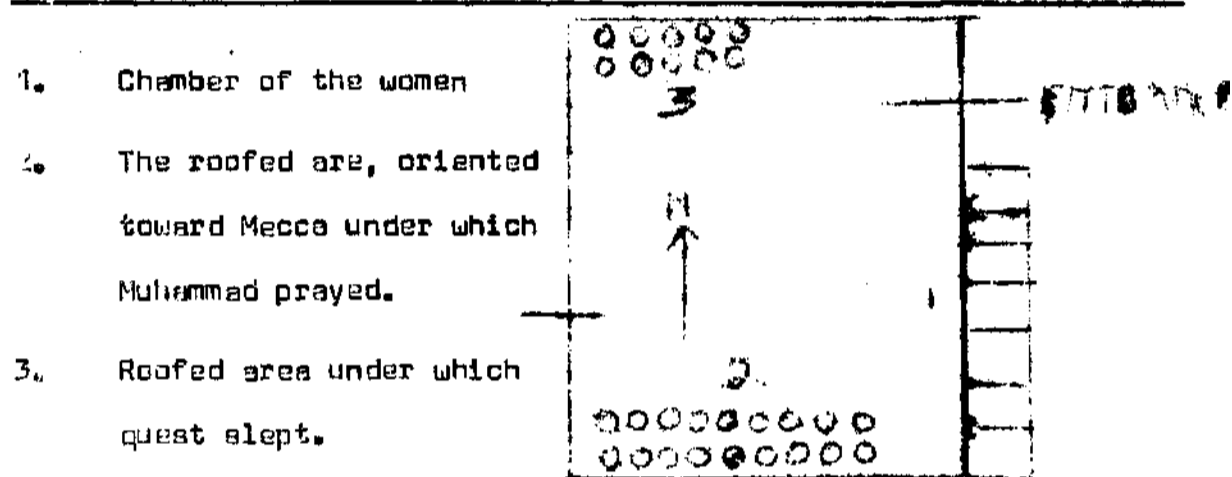 1. Chamber of the women
The roofed are, oriented
toward Mecca under which
Muhammad prayed.
3. Roofed area under which
quest slept.
3
N
1
2